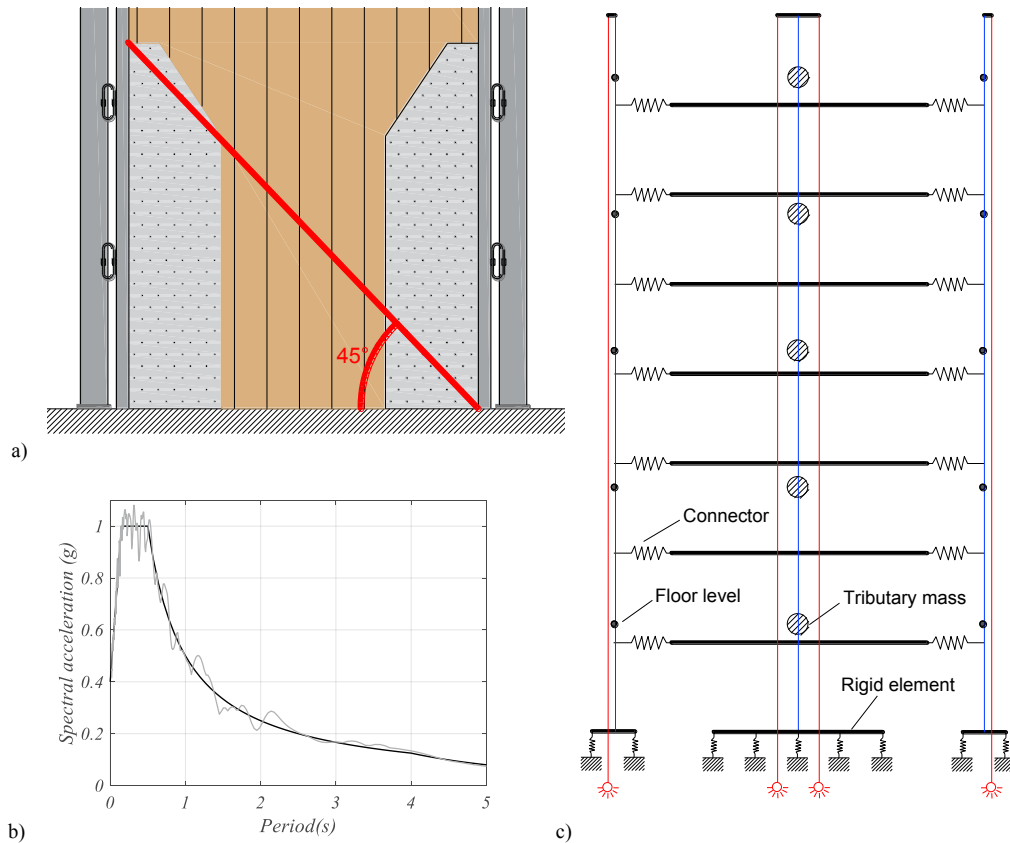 45°
a)
1
0.8
0.6
0.4
0.2
0
Spectral acceleration (g)
0 1 2 3 4 5
Period(s)
b)
Connector
Floor level
Tributary mass
Rigid element
c)